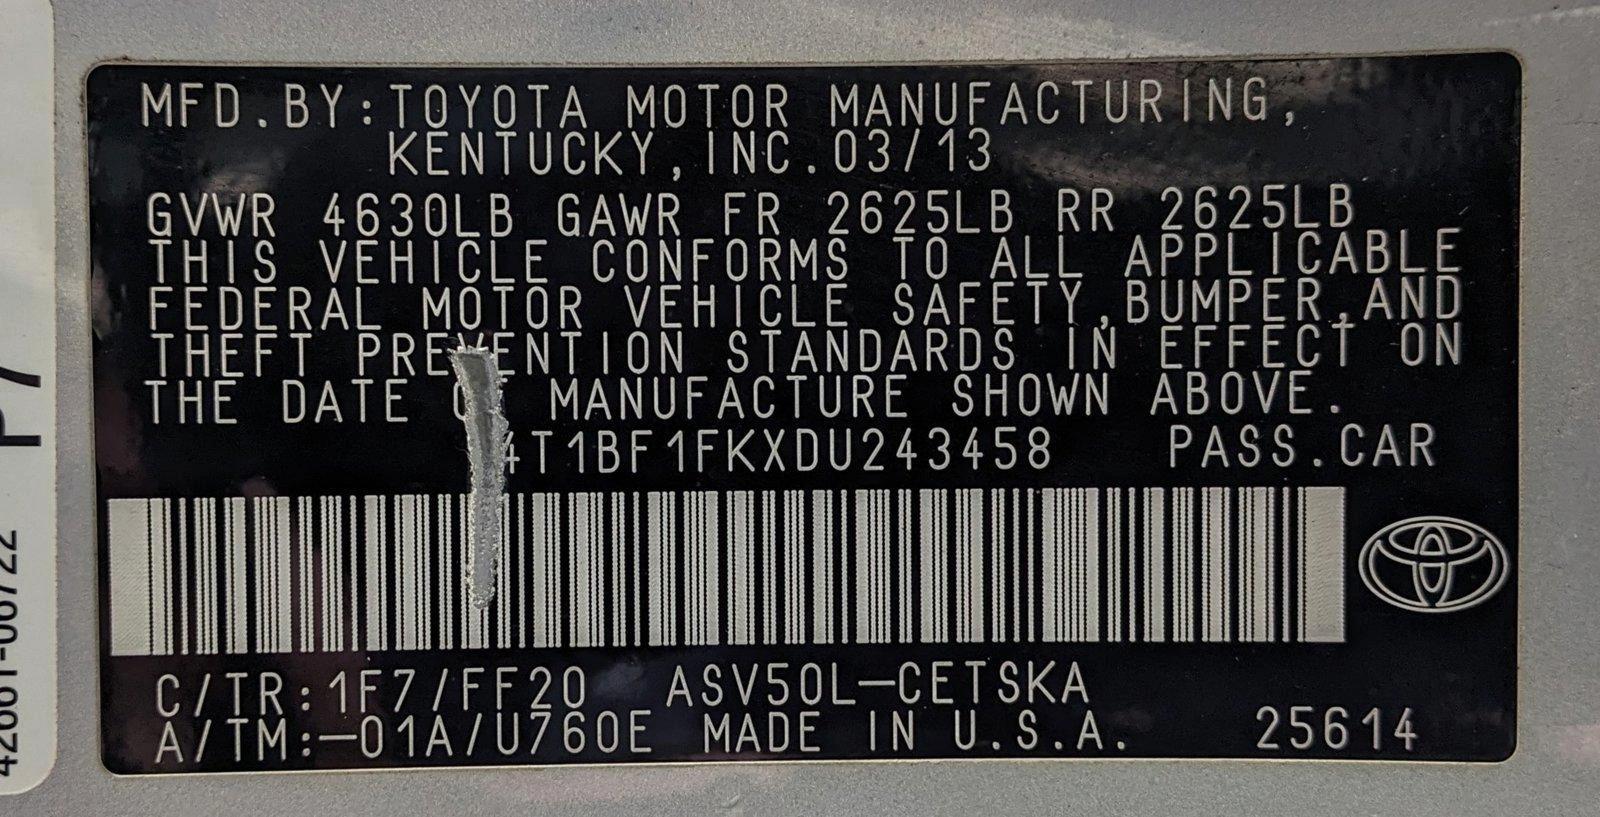 MFD.BY:TOYOTA MOTOR MANUFACTURING,
KENTUCKY,INC.03/13
GVWR 4630LB GAWR FR 2625LB RR 2625LB
THIS VEHICLE CONFORMS TO ALL APPLICABLE
FEDERAL MOTOR VEHICLE SAFETY,BUMPER,AND
THEFT PREVENTION STANDARDS IN EFFECT ON
THE DATE MANUFACTURE SHOWN ABOVE.
4T1BF1FKXDU243458 PASS.CAR
C/TR:1F7/FF20 ASV50L-CETSKA
A/TM:-01A/U760E MADE IN U.S.A. 25614